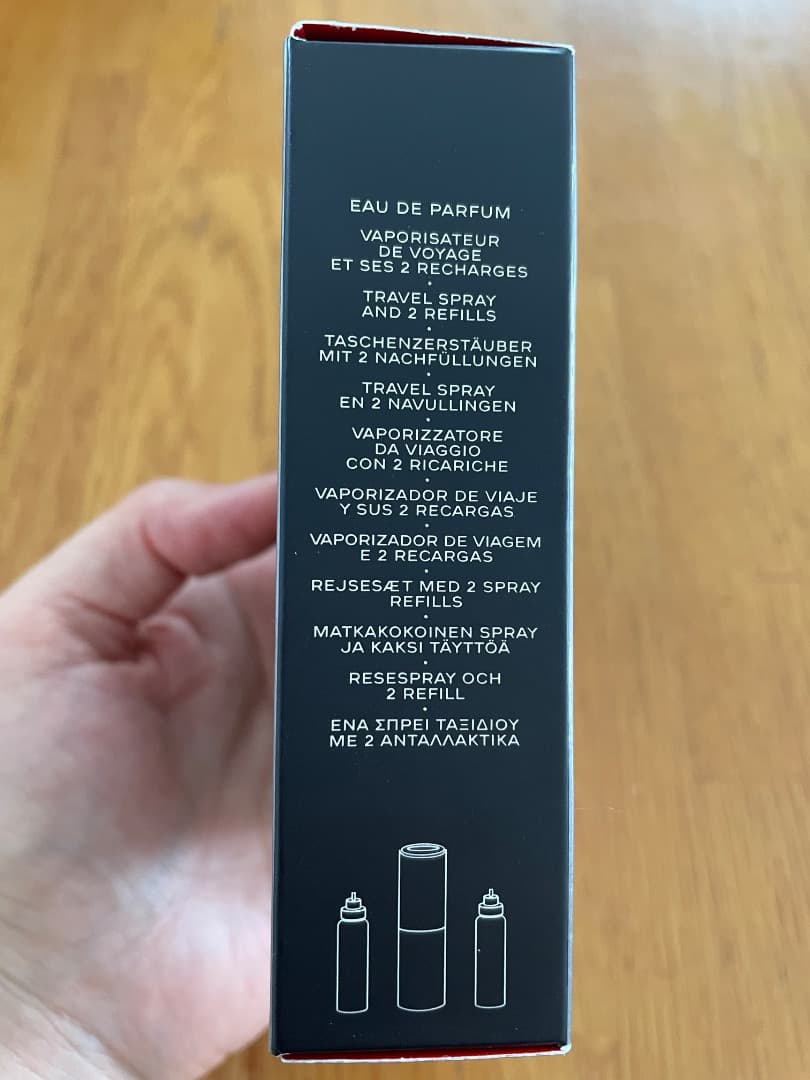 EAU DE PARFUM
VAPORISATEUR
DE VOYAGE
ET SES 2 RECHARGES
•
TRAVEL SPRAY
AND 2 REFILLS
•
TASCHENZERSTÄUBER
MIT 2 NACHFÜLLUNGEN
•
TRAVEL SPRAY
EN 2 NAVULLINGEN
•
VAPORIZZATORE
DA VIAGGIO
CON 2 RICARICHE
•
VAPORIZADOR DE VIAJE
Y SUS 2 RECARGAS
•
VAPORIZADOR DE VIAGEM
E 2 RECARGAS
•
REJSESÆT MED 2 SPRAY
REFILLS
•
MATKAKOKOINEN SPRAY
JA KAKSI TÄYTTÖÄ
•
RESESPRAY OCH
2 REFILL
•
ΕΝΑ ΣΠΡΕΙ ΤΑΞΙΔΙΟΥ
ΜΕ 2 ΑΝΤΑΛΛΑΚΤΙΚΑ